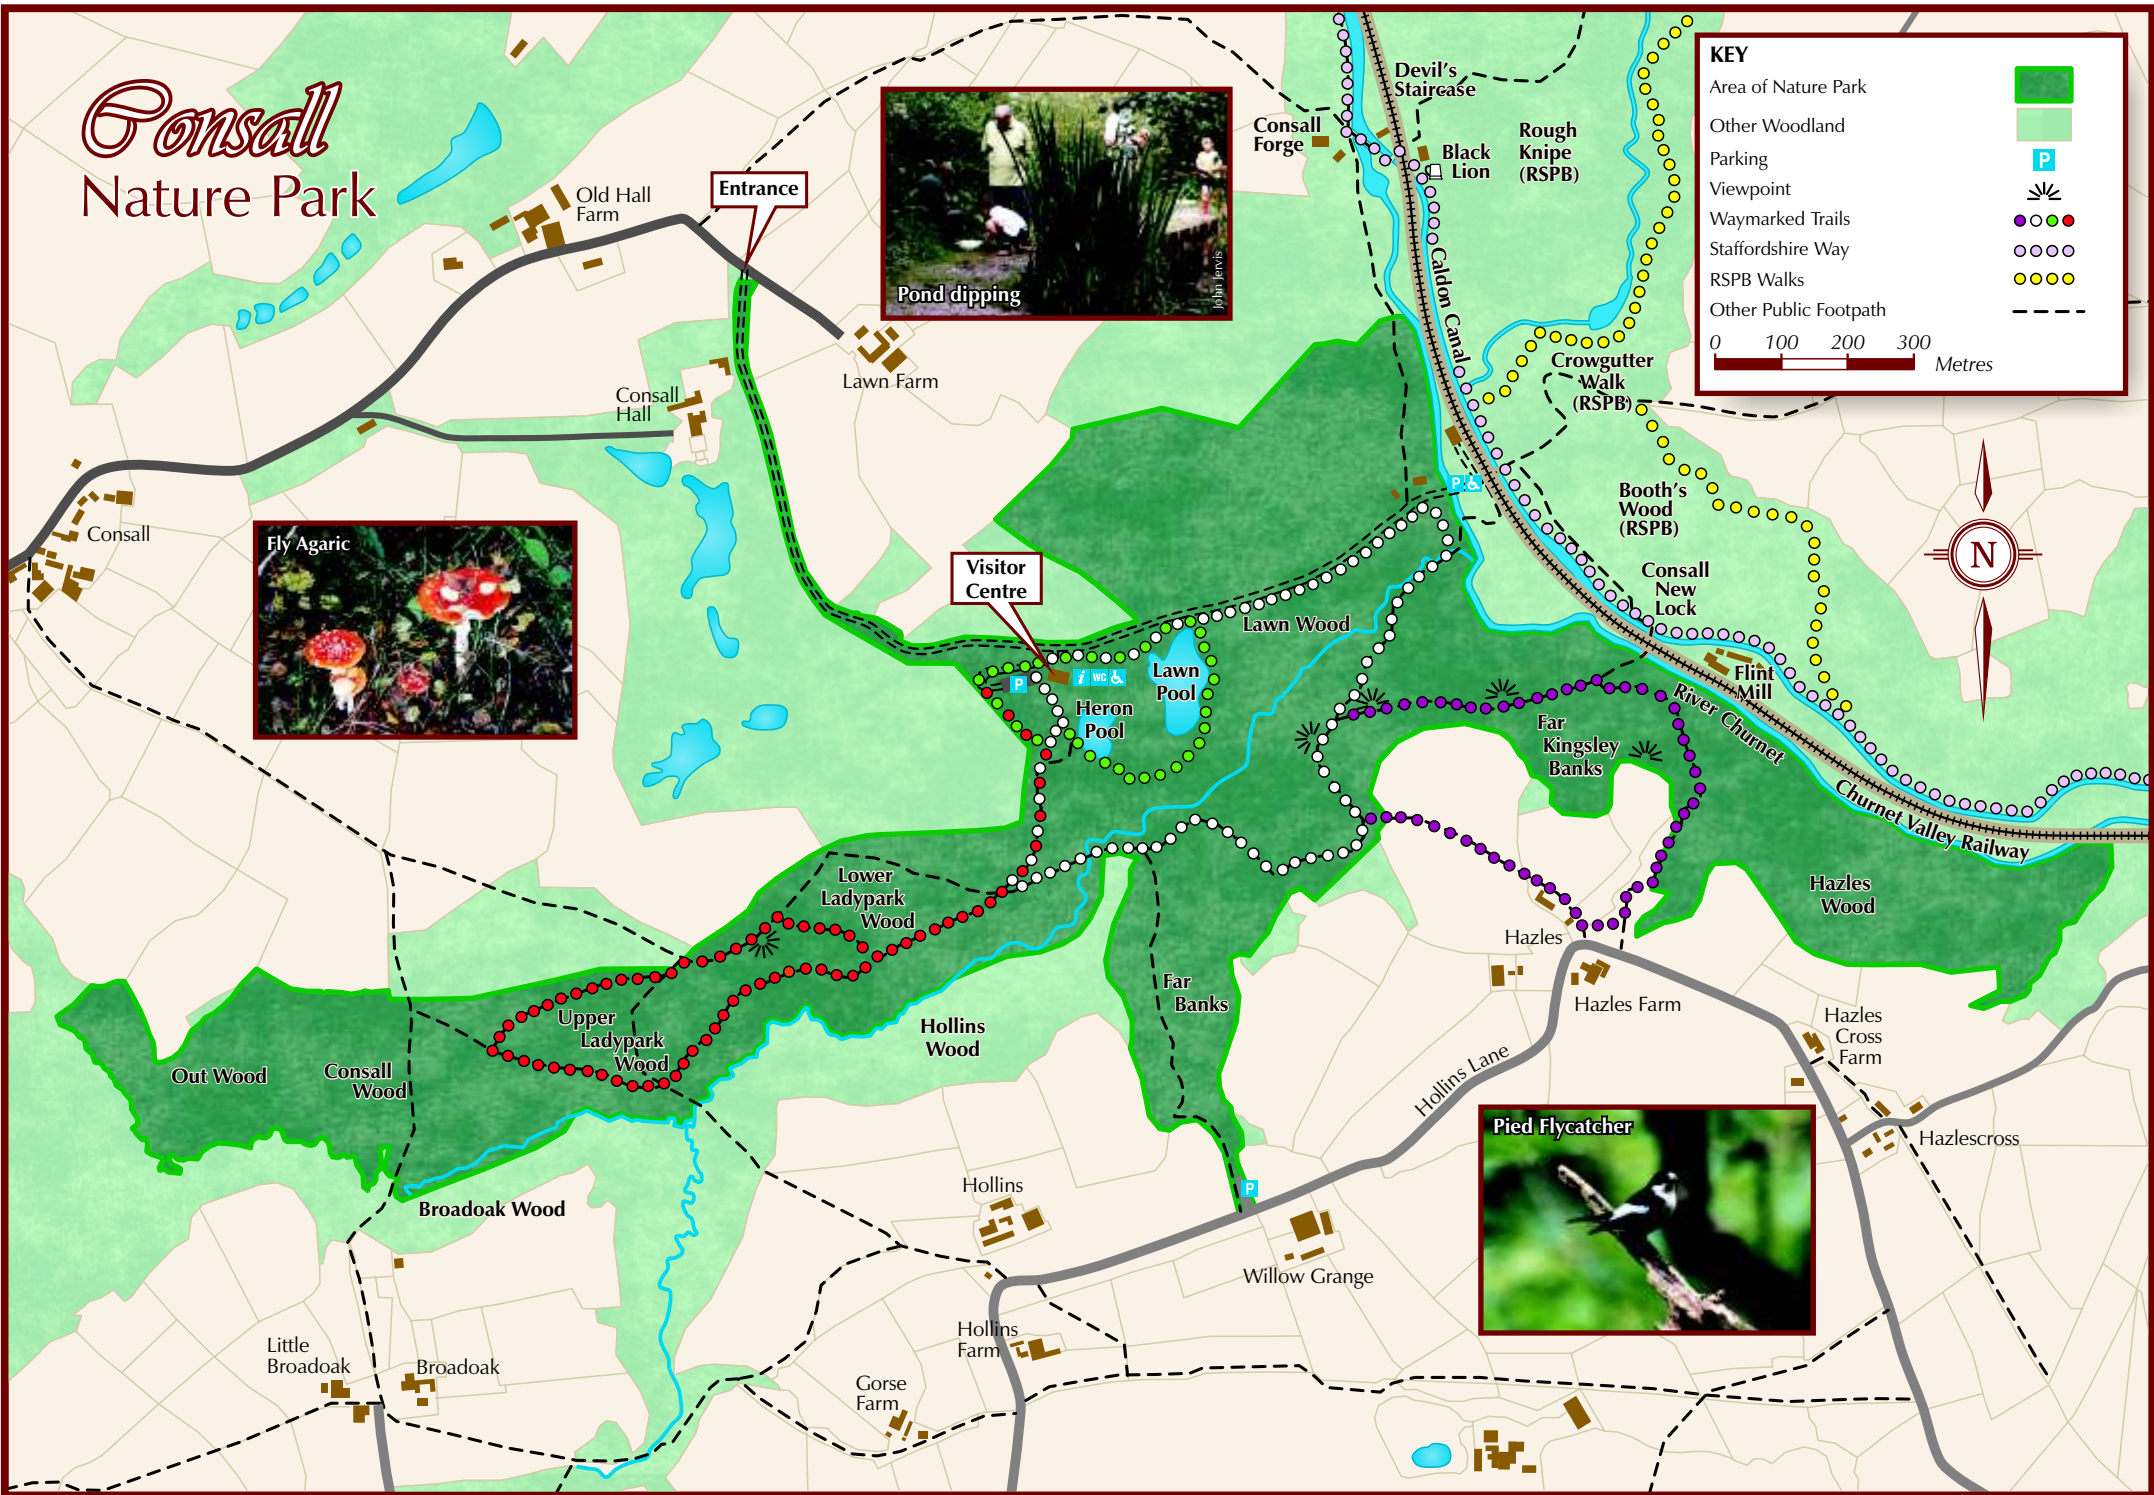 Consall
Nature Park
KEY
Area of Nature Park
Other Woodland
Parking
P
Viewpoint
Waymarked Trails
Staffordshire Way
RSPB Walks
Other Public Footpath
0 100 200 300
Metres
Devil's
Staircase
Consall
Forge
Black
Lion
Rough
Knipe
(RSPB)
Old Hall
Farm
Entrance
Pond dipping
John Jervis
Caldon Canal
Lawn Farm
Consall
Hall
Crowgutter
Walk
(RSPB)
Consall
Fly Agaric
P
Booth's
Wood
(RSPB)
N
Visitor
Centre
Consall
New
Lock
Lawn Wood
Lawn
Pool
P
i WC
Heron
Pool
Flint
Mill
River Churnet
Far
Kingsley
Banks
Churnet Valley Railway
Lower
Ladypark
Wood
Hazles
Wood
Hazles
Far
Banks
Hazles Farm
Upper
Ladypark
Wood
Hollins
Wood
Hazles
Cross
Farm
Out Wood
Consall
Wood
Hollins Lane
Pied Flycatcher
Hazlescross
Hollins
P
Broadoak Wood
Willow Grange
Little
Broadoak
Broadoak
Hollins
Farm
Gorse
Farm